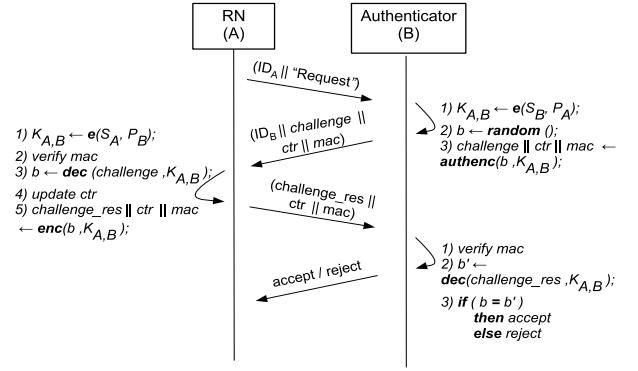 RN
(A)
Authenticator
(B)
(ID_A || “Request”)
1) K_A,B ← e(S_B, P_A);
2) b ← random ();
3) challenge || ctr || mac ←
authenc(b ,K_A,B);
(ID_B || challenge ||
ctr || mac)
1) K_A,B ← e(S_A, P_B);
2) verify mac
3) b ← dec (challenge ,K_A,B);
4) update ctr
5) challenge_res || ctr || mac
← enc(b ,K_A,B);
(challenge_res ||
ctr || mac)
1) verify mac
2) b' ←
dec(challenge_res ,K_A,B);
3) if ( b = b')
then accept
else reject
accept / reject